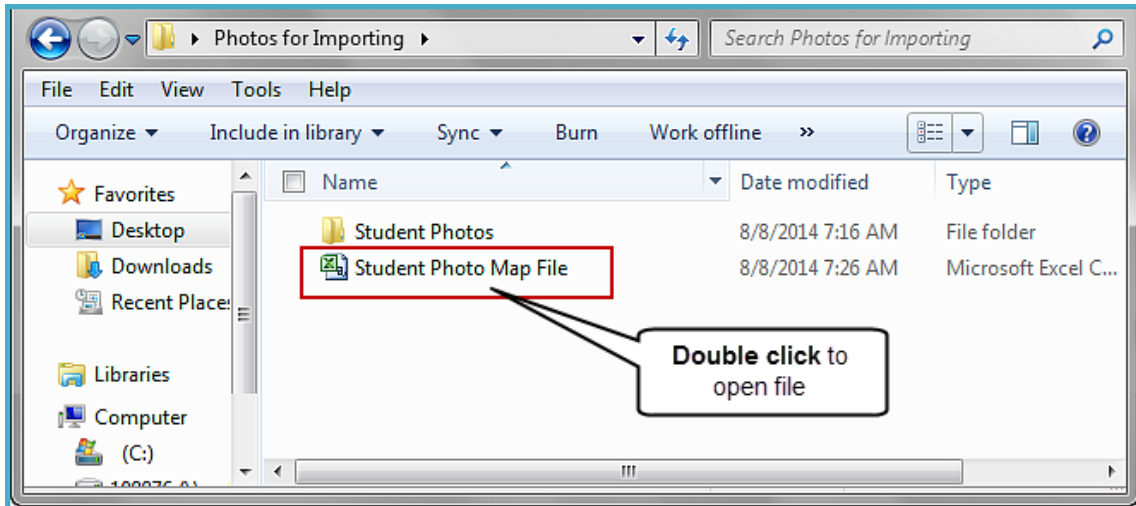 Photos for Importing
Search Photos for Importing
File Edit View Tools Help
Organize Include in library Sync Burn Work offline »
Name Date modified Type
Favorites
Desktop
Downloads
Recent Places
Student Photos 8/8/2014 7:16 AM File folder
Student Photo Map File 8/8/2014 7:26 AM Microsoft Excel C...
Double click to
open file
Libraries
Computer
(C:)